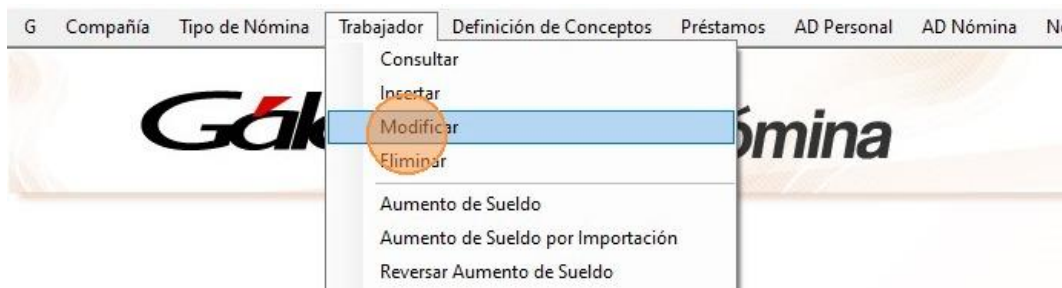 G Compañía Tipo de Nómina Trabajador Definición de Conceptos Préstamos AD Personal AD Nómina
Consultar
Insertar
Modificar
Eliminar
Aumento de Sueldo
Aumento de Sueldo por Importación
Reversar Aumento de Sueldo